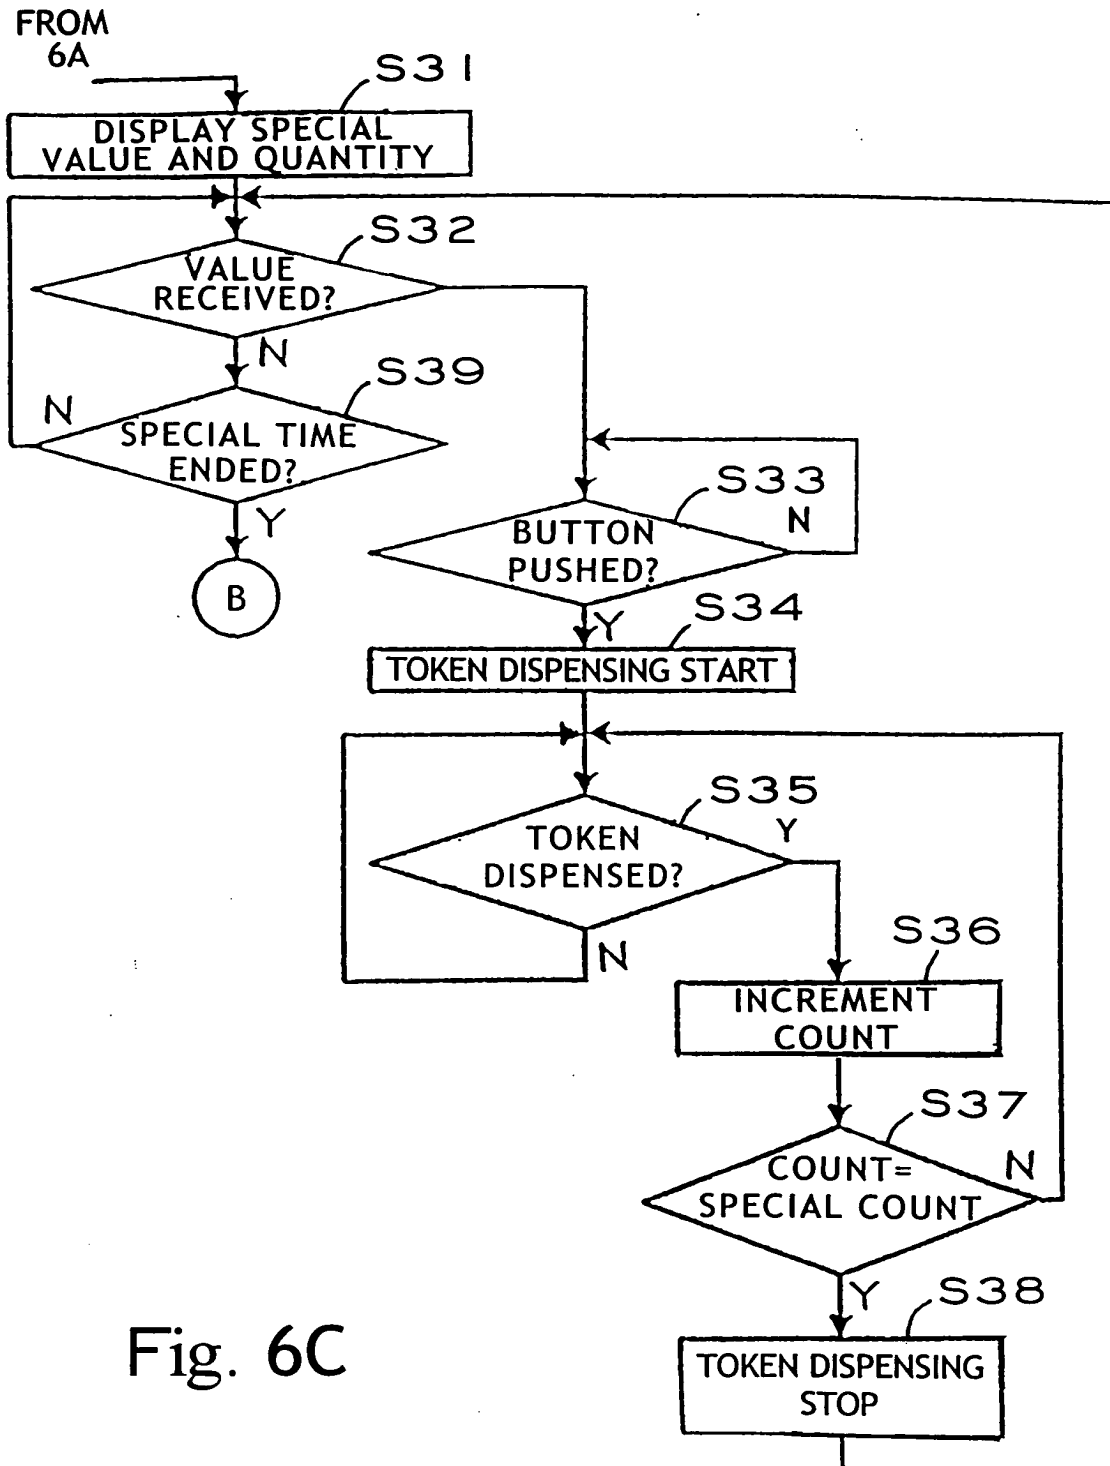 FROM
6A
S31
DISPLAY SPECIAL
VALUE AND QUANTITY
S32
VALUE
RECEIVED?
N
S39
N
SPECIAL TIME
ENDED?
Y
B
S33
N
BUTTON
PUSHED?
Y
S34
TOKEN DISPENSING START
S35
Y
TOKEN
DISPENSED?
N
S36
INCREMENT
COUNT
S37
N
COUNT=
SPECIAL COUNT
Y
S38
TOKEN DISPENSING
STOP
Fig. 6C